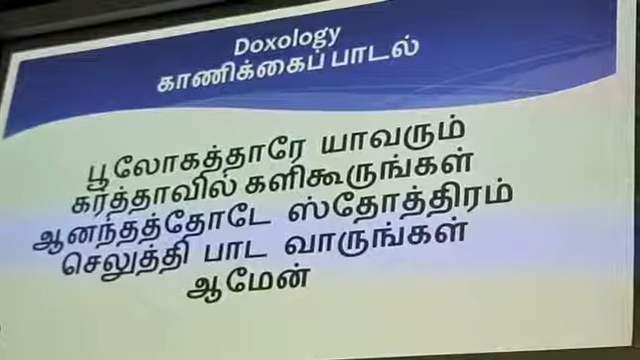 Doxology
காணிக்கைப் பாடல்
பூலோகத்தாரே யாவரும்
கர்த்தாவில் களிகூருங்கள்
ஆனந்தத்தோடே ஸ்தோத்திரம்
செலுத்தி பாட வாருங்கள்
ஆமேன்